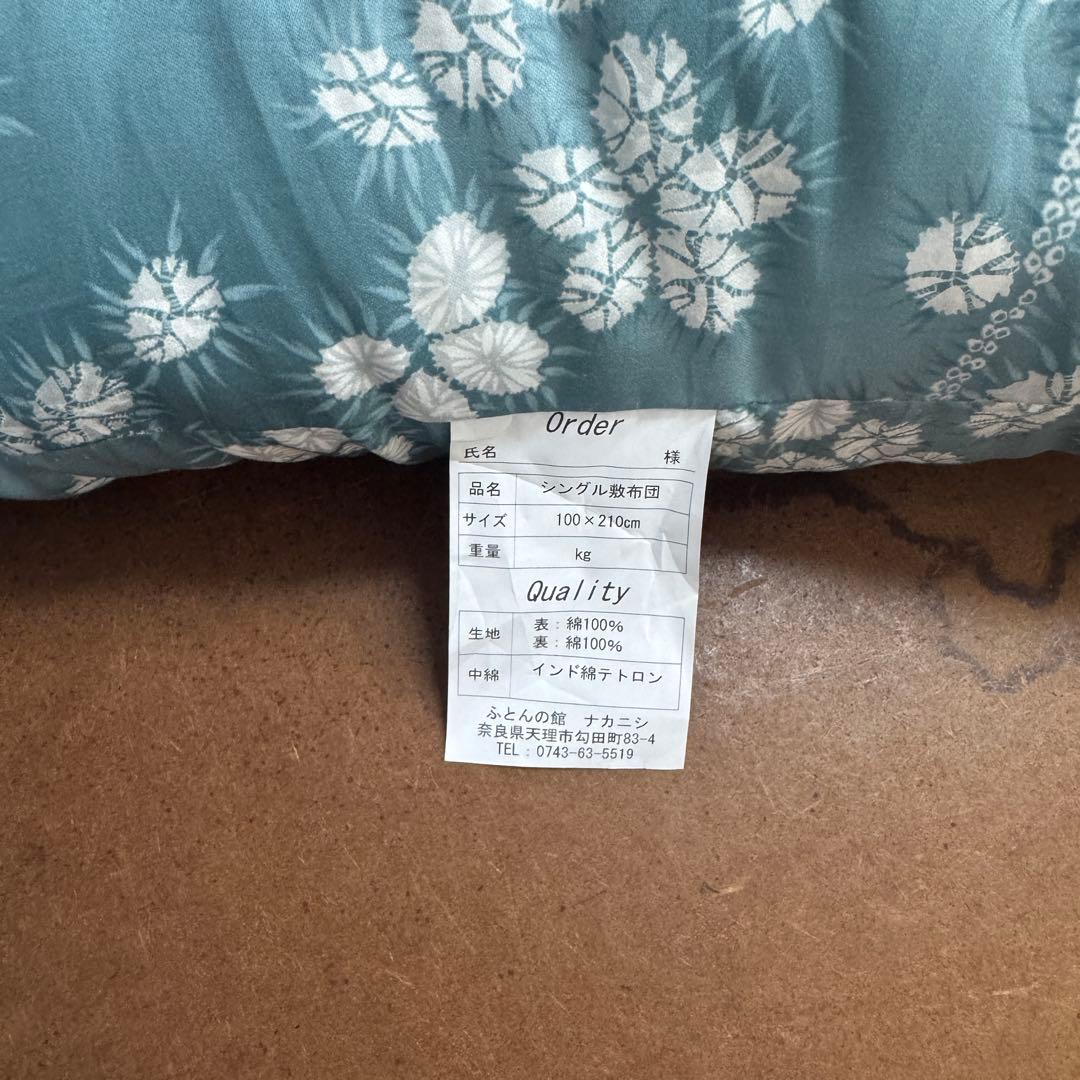 Order
氏名 様
品名 シングル敷布団
サイズ 100×210cm
重量 kg
Quality
生地 表：綿100%
裏：綿100%
中綿 インド綿テトロン
ふとんの館 ナカニシ
奈良県天理市勾田町83-4
TEL：0743-63-5519